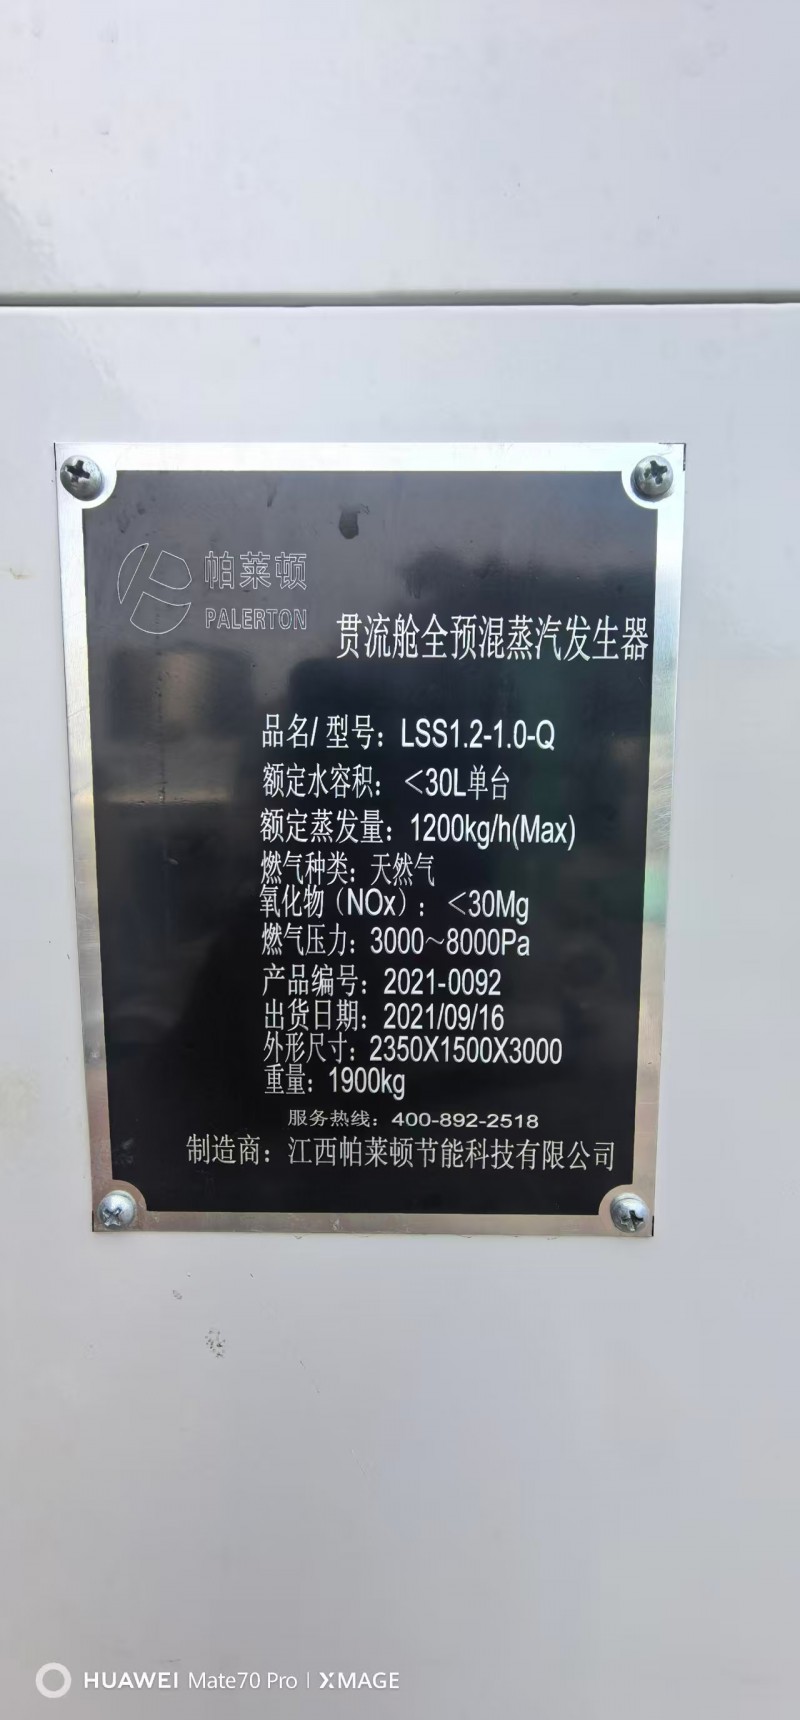 帕莱顿
PALERTON
贯流舱全预混蒸汽发生器
品名/ 型号：LSS1.2-1.0-Q
额定水容积：＜30L单台
额定蒸发量：1200kg/h(Max)
燃气种类：天然气
氧化物（NOx）：＜30Mg
燃气压力：3000～8000Pa
产品编号：2021-0092
出货日期：2021/09/16
外形尺寸：2350X1500X3000
重量：1900kg
服务热线：400-892-2518
制造商：江西帕莱顿节能科技有限公司
HUAWEI Mate70 Pro | XMAGE